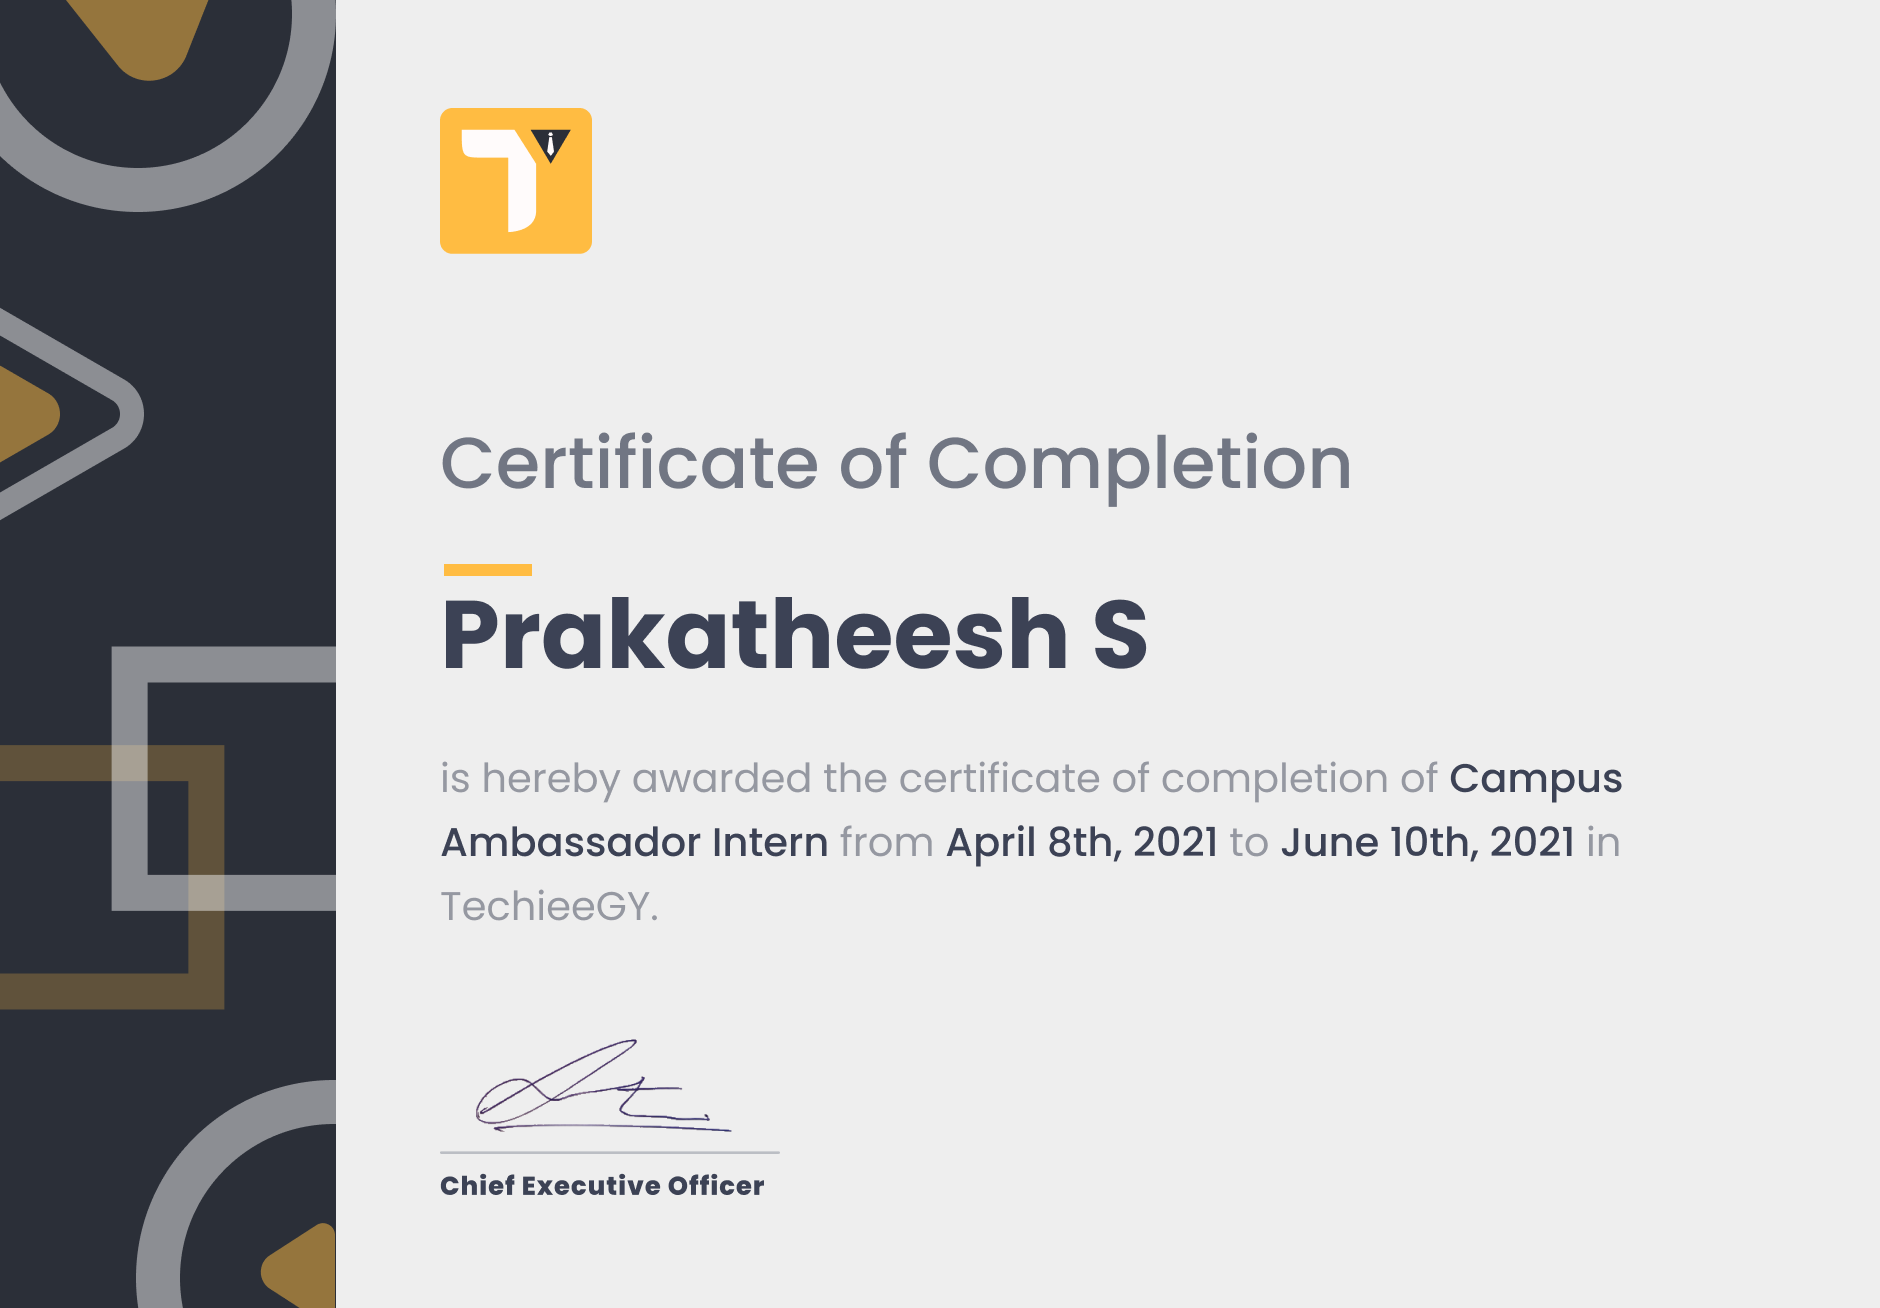 Certificate of Completion
Prakatheesh S
is hereby awarded the certificate of completion of Campus
Ambassador Intern from April 8th, 2021 to June 10th, 2021 in
TechieeGY.
Chief Executive Officer